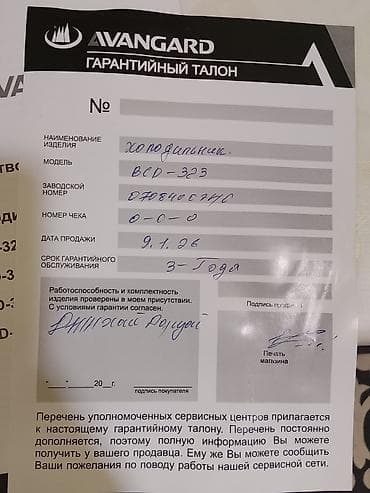 AVANGARD
ГАРАНТИЙНЫЙ ТАЛОН
№
НАИМЕНОВАНИЕ ИЗДЕЛИЯ холодильник.
МОДЕЛЬ BCD-323
ЗАВОДСКОЙ НОМЕР
НОМЕР ЧЕКА 0-0-0
ДАТА ПРОДАЖИ 9.1.26
СРОК ГАРАНТИЙНОГО ОБСЛУЖИВАНИЯ 3-Года
Работоспособность и комплектность
изделия проверены в моем присутствии.
С условиями гарантии согласен.
"__"_____20__г.
подпись покупателя
Подпись
Печать
магазина
Перечень уполномоченных сервисных центров прилагается
к настоящему гарантийному талону. Перечень постоянно
дополняется, поэтому полную информацию Вы можете
получить у вашего продавца. Ему же Вы можете сообщить
Ваши пожелания по поводу работы нашей сервисной сети.